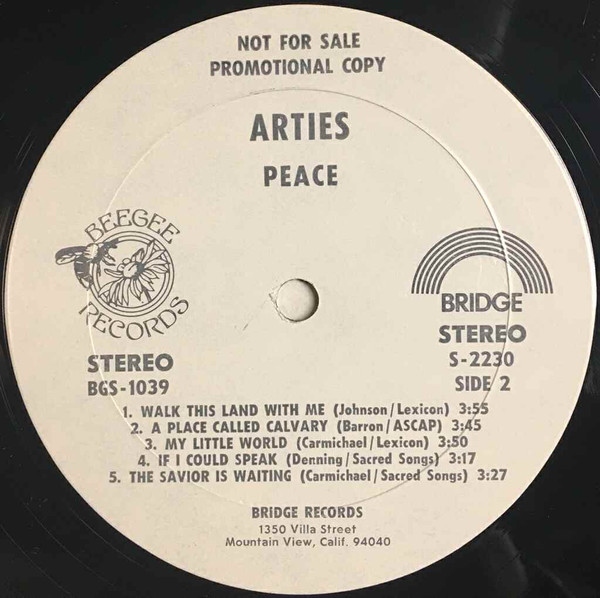 NOT FOR SALE
PROMOTIONAL COPY
ARTIES
PEACE
BEEGEE
RECORDS
BRIDGE
STEREO
BGS-1039
STEREO
S-2230
SIDE 2
1. WALK THIS LAND WITH ME (Johnson/Lexicon) 3:55
2. A PLACE CALLED CALVARY (Barron/ASCAP) 3:45
3. MY LITTLE WORLD (Carmichael/Lexicon) 3:50
4. IF I COULD SPEAK (Denning/Sacred Songs) 3:17
5. THE SAVIOR IS WAITING (Carmichael/Sacred Songs) 3:27
BRIDGE RECORDS
1350 Villa Street
Mountain View, Calif. 94040